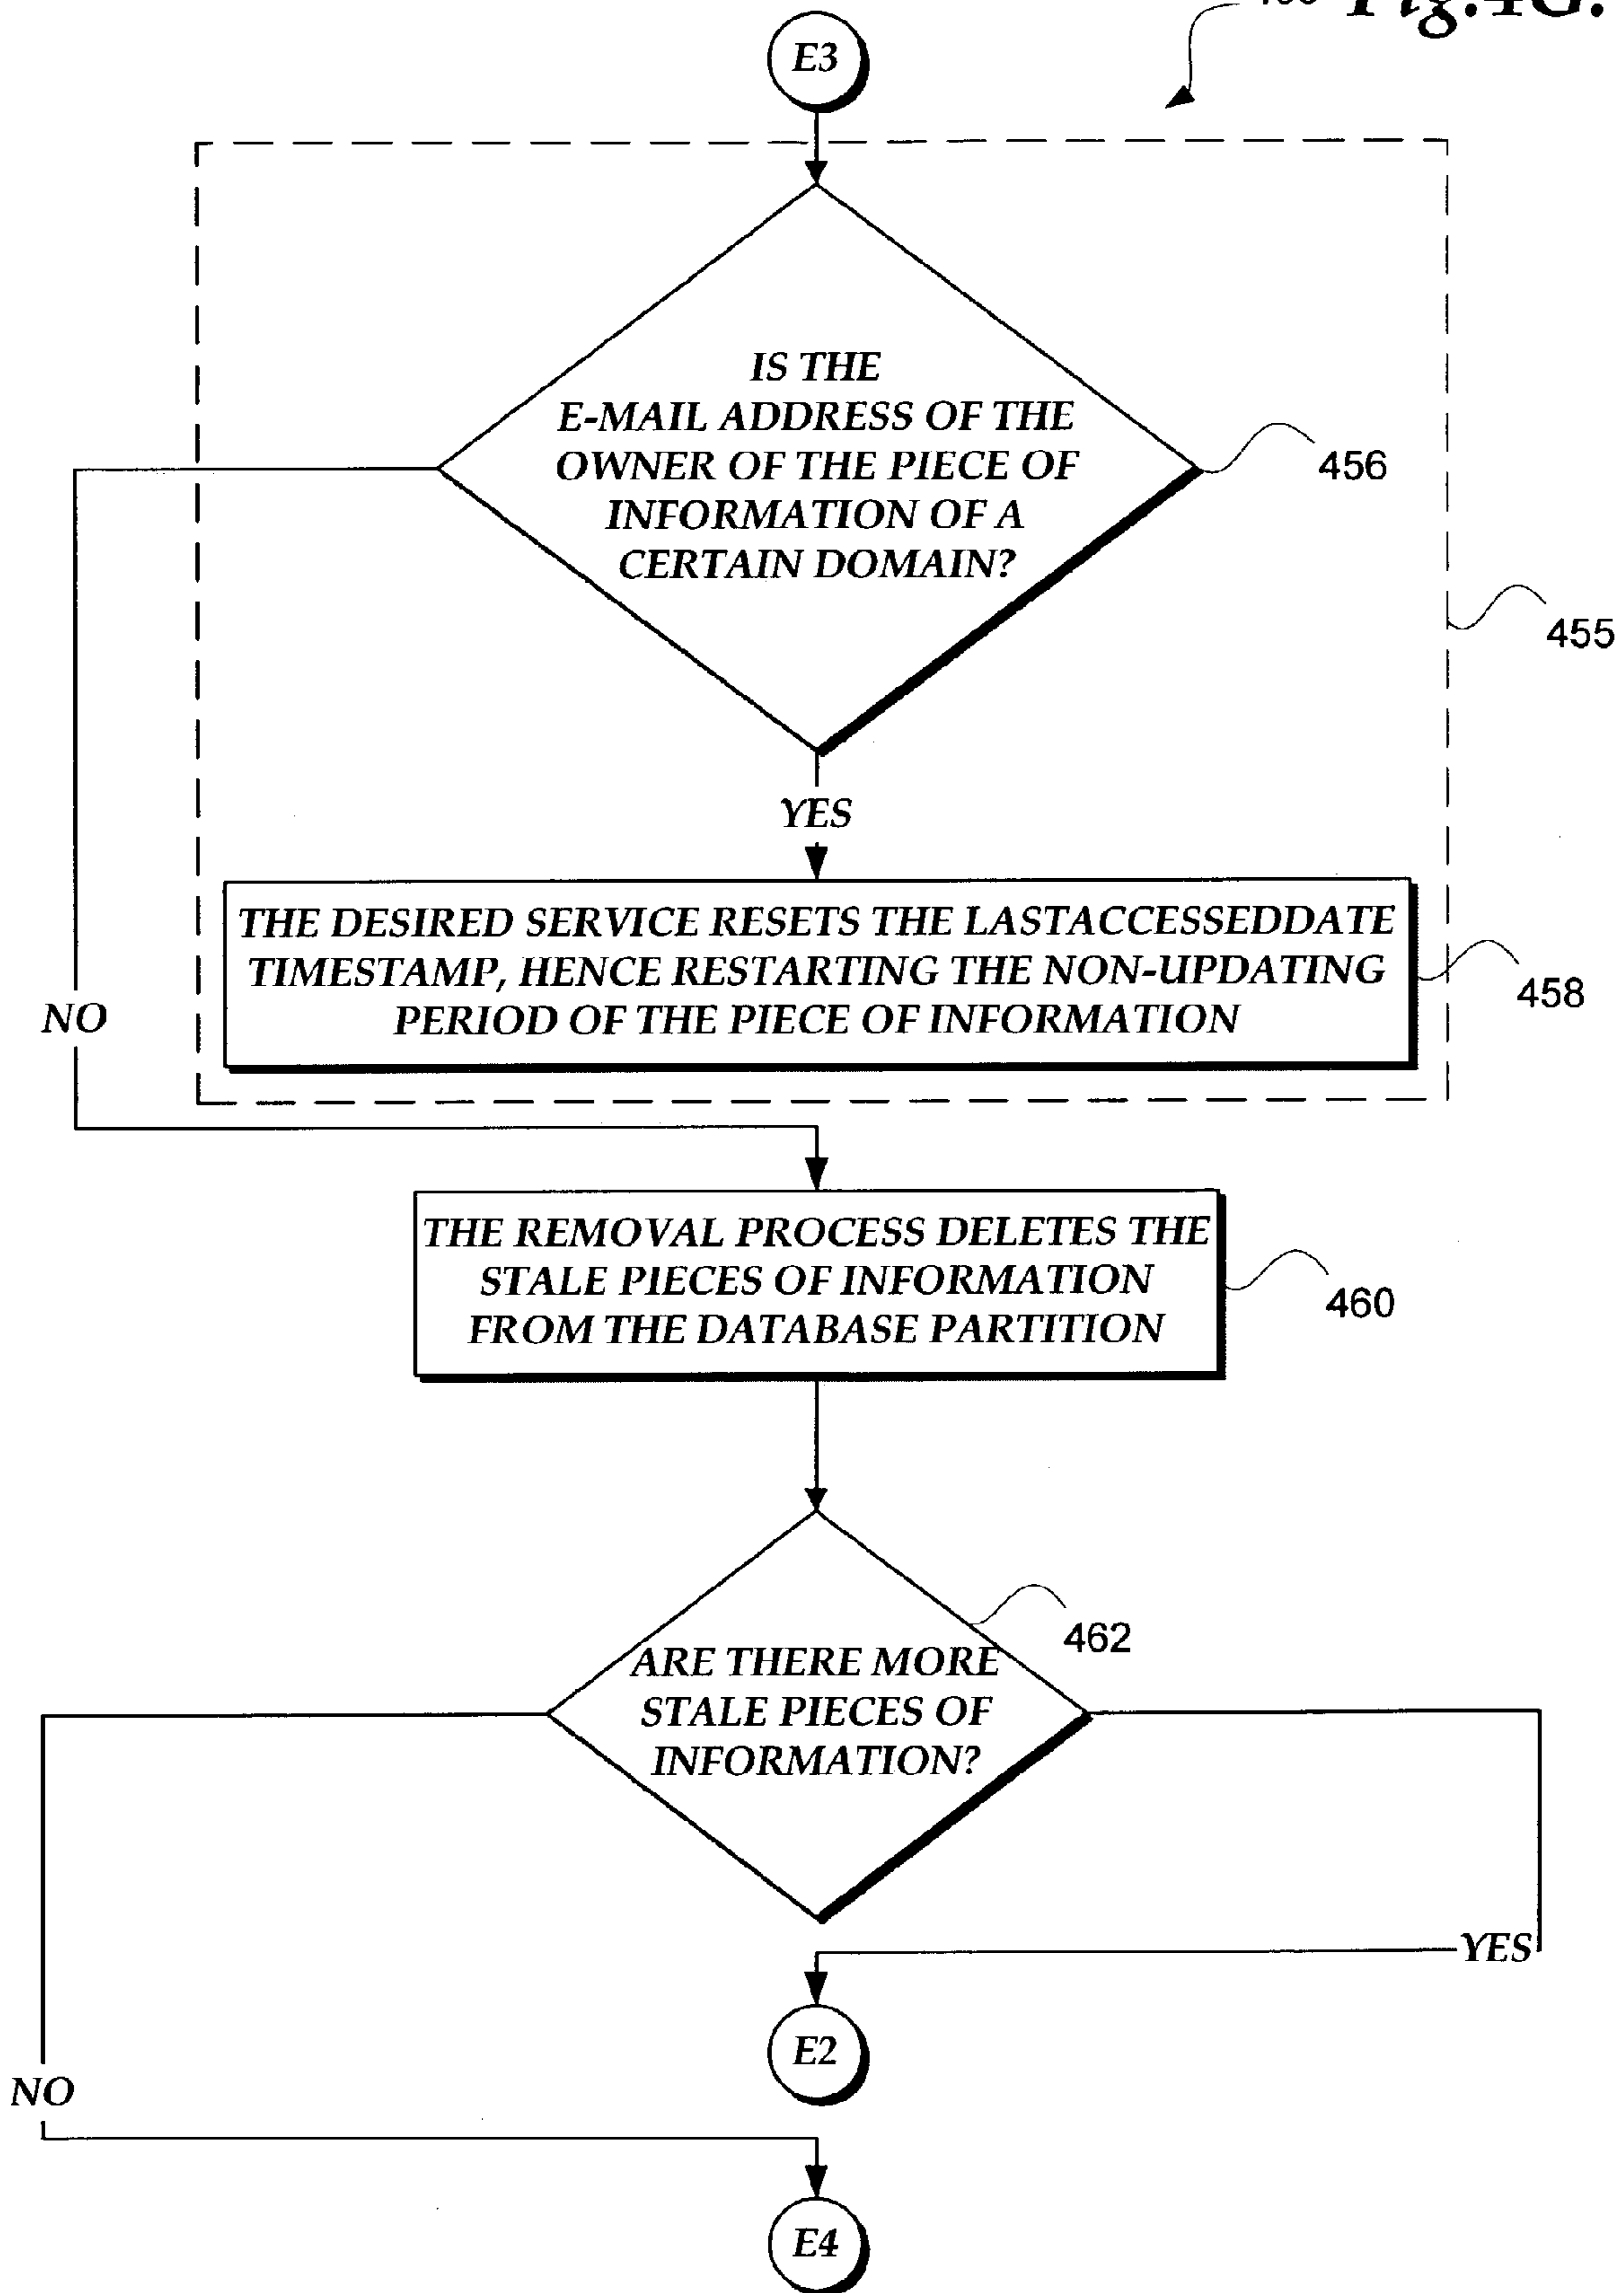 Fig.4G.
E3
IS THE
E-MAIL ADDRESS OF THE
OWNER OF THE PIECE OF
INFORMATION OF A
CERTAIN DOMAIN?
456
455
YES
THE DESIRED SERVICE RESETS THE LASTACCESSEDDATE
TIMESTAMP, HENCE RESTARTING THE NON-UPDATING
PERIOD OF THE PIECE OF INFORMATION
458
NO
THE REMOVAL PROCESS DELETES THE
STALE PIECES OF INFORMATION
FROM THE DATABASE PARTITION
460
ARE THERE MORE
STALE PIECES OF
INFORMATION?
462
YES
E2
NO
E4